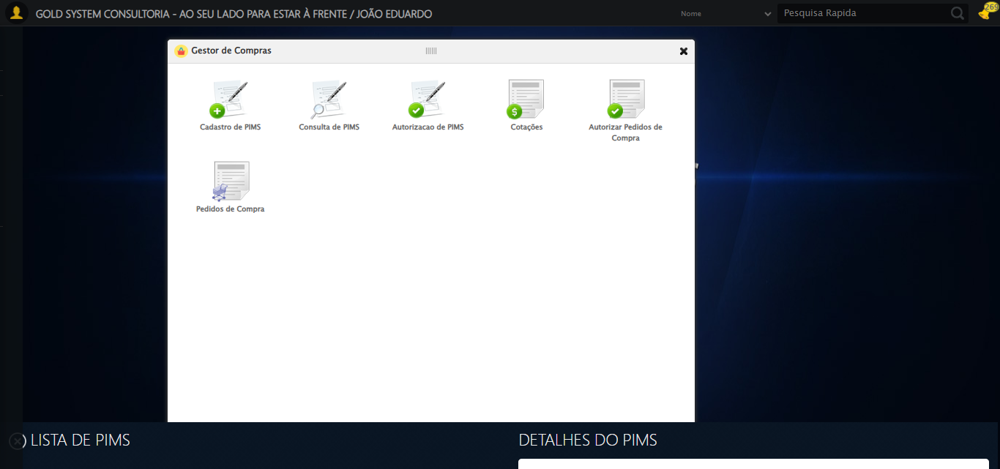 GOLD SYSTEM CONSULTORIA - AO SEU LADO PARA ESTAR À FRENTE / JOÃO EDUARDO
Nome
Pesquisa Rapida
269
Gestor de Compras
Cadastro de PIMS
Consulta de PIMS
Autorizacao de PIMS
Cotações
Autorizar Pedidos de
Compra
Pedidos de Compra
LISTA DE PIMS
DETALHES DO PIMS